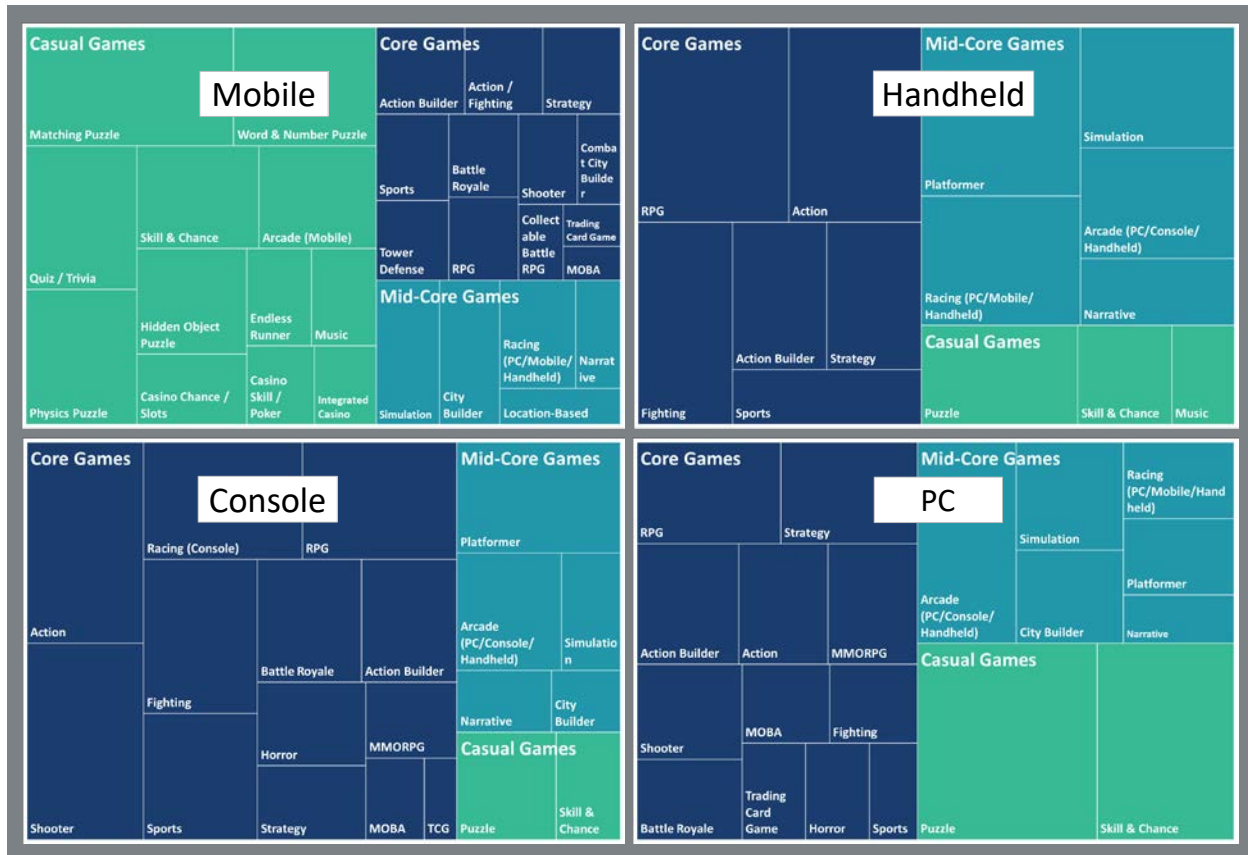 Casual Games
Mobile
Matching Puzzle
Word & Number Puzzle
Quiz / Trivia
Skill & Chance
Arcade (Mobile)
Physics Puzzle
Hidden Object
Puzzle
Endless
Runner
Music
Casino Chance /
Slots
Casino
Skill /
Poker
Integrated
Casino
Core Games
Action Builder
Action /
Fighting
Strategy
Sports
Battle
Royale
Shooter
Comba
t City
Builde
r
Tower
Defense
RPG
Collect
able
Battle
RPG
Trading
Card Game
MOBA
Mid-Core Games
Simulation
City
Builder
Racing
(PC/Mobile/
Handheld)
Narrat
ive
Location-Based
Core Games
Handheld
RPG
Action
Fighting
Action Builder
Strategy
Sports
Mid-Core Games
Platformer
Simulation
Racing (PC/Mobile/
Handheld)
Arcade (PC/Console/
Handheld)
Narrative
Casual Games
Puzzle
Skill & Chance
Music
Core Games
Console
Action
Racing (Console)
RPG
Shooter
Fighting
Battle Royale
Action Builder
Sports
Horror
MMORPG
Strategy
MOBA
TCG
Mid-Core Games
Platformer
Arcade
(PC/Console/
Handheld)
Simulatio
n
Narrative
City
Builder
Casual Games
Puzzle
Skill &
Chance
Core Games
PC
RPG
Strategy
Action Builder
Action
MMORPG
Shooter
MOBA
Fighting
Battle Royale
Trading
Card
Game
Horror
Sports
Mid-Core Games
Arcade
(PC/Console/
Handheld)
Simulation
City Builder
Racing
(PC/Mobile/Hand
held)
Platformer
Narrative
Casual Games
Puzzle
Skill & Chance